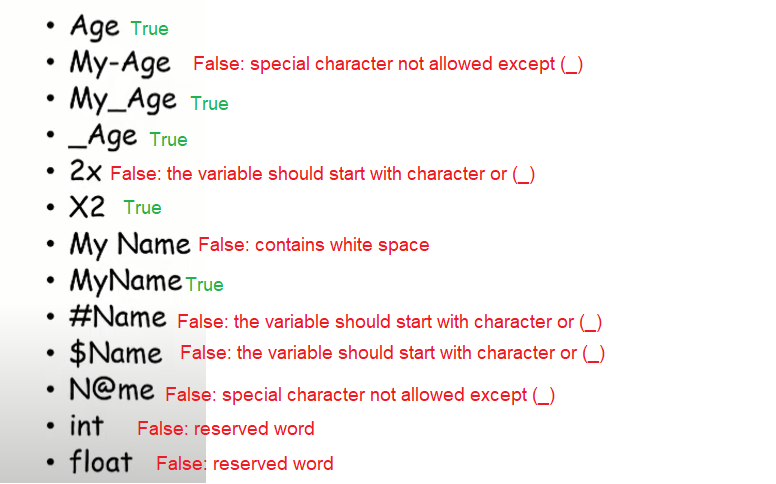 • Age True
• My-Age False: special character not allowed except (_)
• My_Age True
• _Age True
• 2x False: the variable should start with character or (_)
• X2 True
• My Name False: contains white space
• MyName True
• #Name False: the variable should start with character or (_)
• $Name False: the variable should start with character or (_)
• N@me False: special character not allowed except (_)
• int False: reserved word
• float False: reserved word